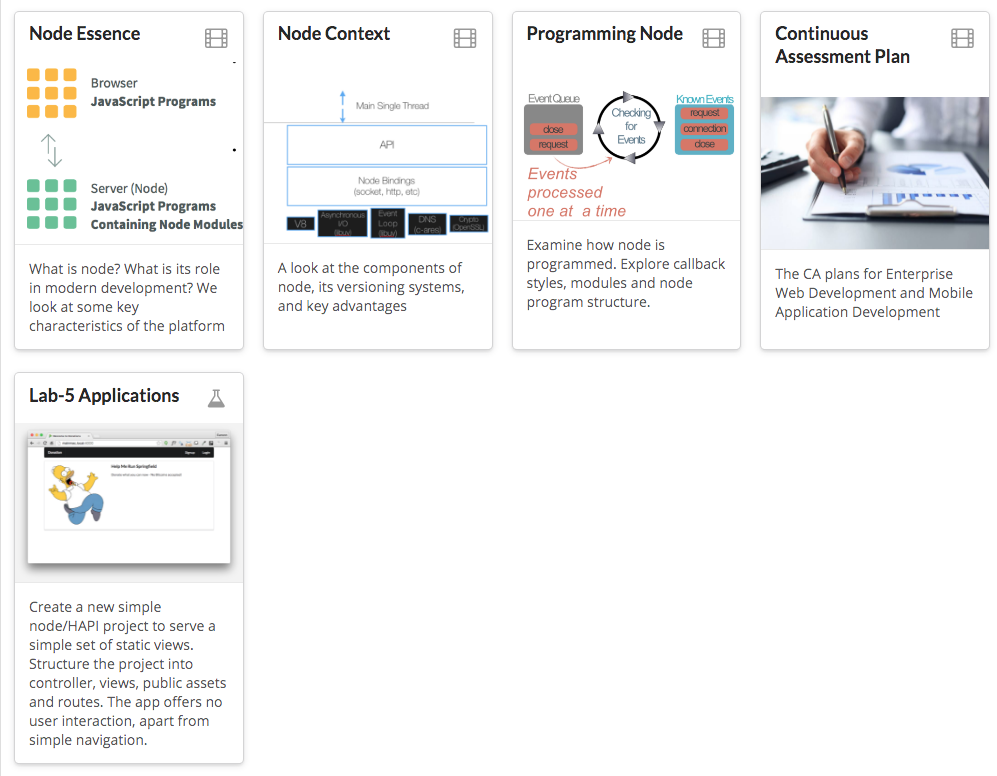 Node Essence
Browser
JavaScript Programs
Server (Node)
JavaScript Programs
Containing Node Modules
What is node? What is its role
in modern development? We
look at some key
characteristics of the platform
Node Context
Main Single Thread
API
Node Bindings
(socket, http, etc)
V8
Asynchronous
I/O
(libuv)
Event
Loop
(libuv)
DNS
(c-ares)
Crypto
(OpenSSL)
A look at the components of
node, its versioning systems,
and key advantages
Programming Node
Event Queue
close
request
Checking
for
Events
Known Events
request
connection
close
Events
processed
one at a time
Examine how node is
programmed. Explore callback
styles, modules and node
program structure.
Continuous
Assessment Plan
The CA plans for Enterprise
Web Development and Mobile
Application Development
Lab-5 Applications
Donation
Signup
Login
Help Me Run Springfield
Create a new simple
node/HAPI project to serve a
simple set of static views.
Structure the project into
controller, views, public assets
and routes. The app offers no
user interaction, apart from
simple navigation.